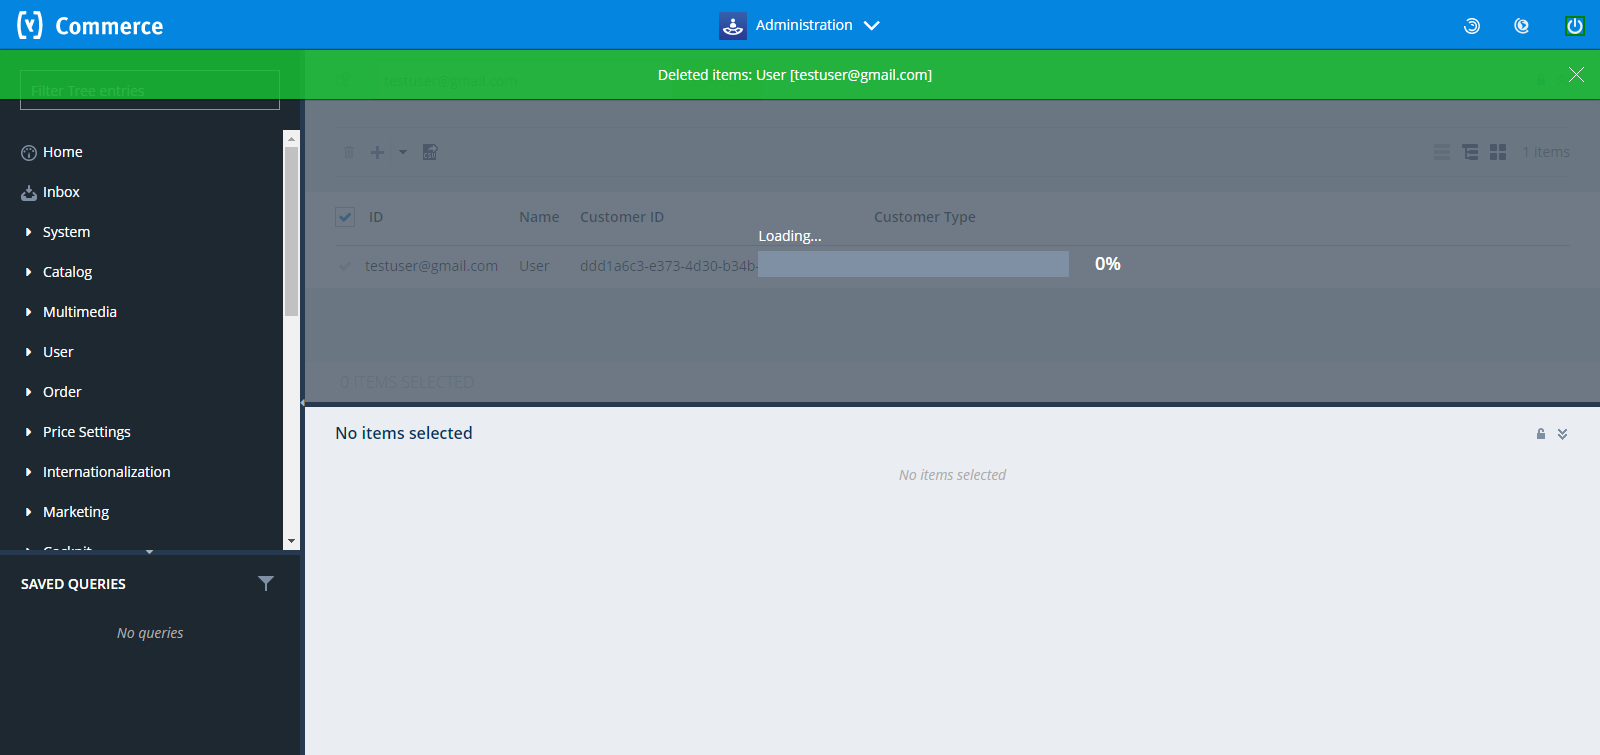 Commerce
Administration
Deleted items: User [testuser@gmail.com]
testuser@gmail.com
Filter Tree entries
Home
Inbox
System
Catalog
Multimedia
User
Order
Price Settings
Internationalization
Marketing
Cockpit
SAVED QUERIES
No queries
CSV
1 items
ID Name Customer ID Customer Type
Loading...
testuser@gmail.com User ddd1a6c3-e373-4d30-b34b-
0%
0 ITEMS SELECTED
No items selected
No items selected